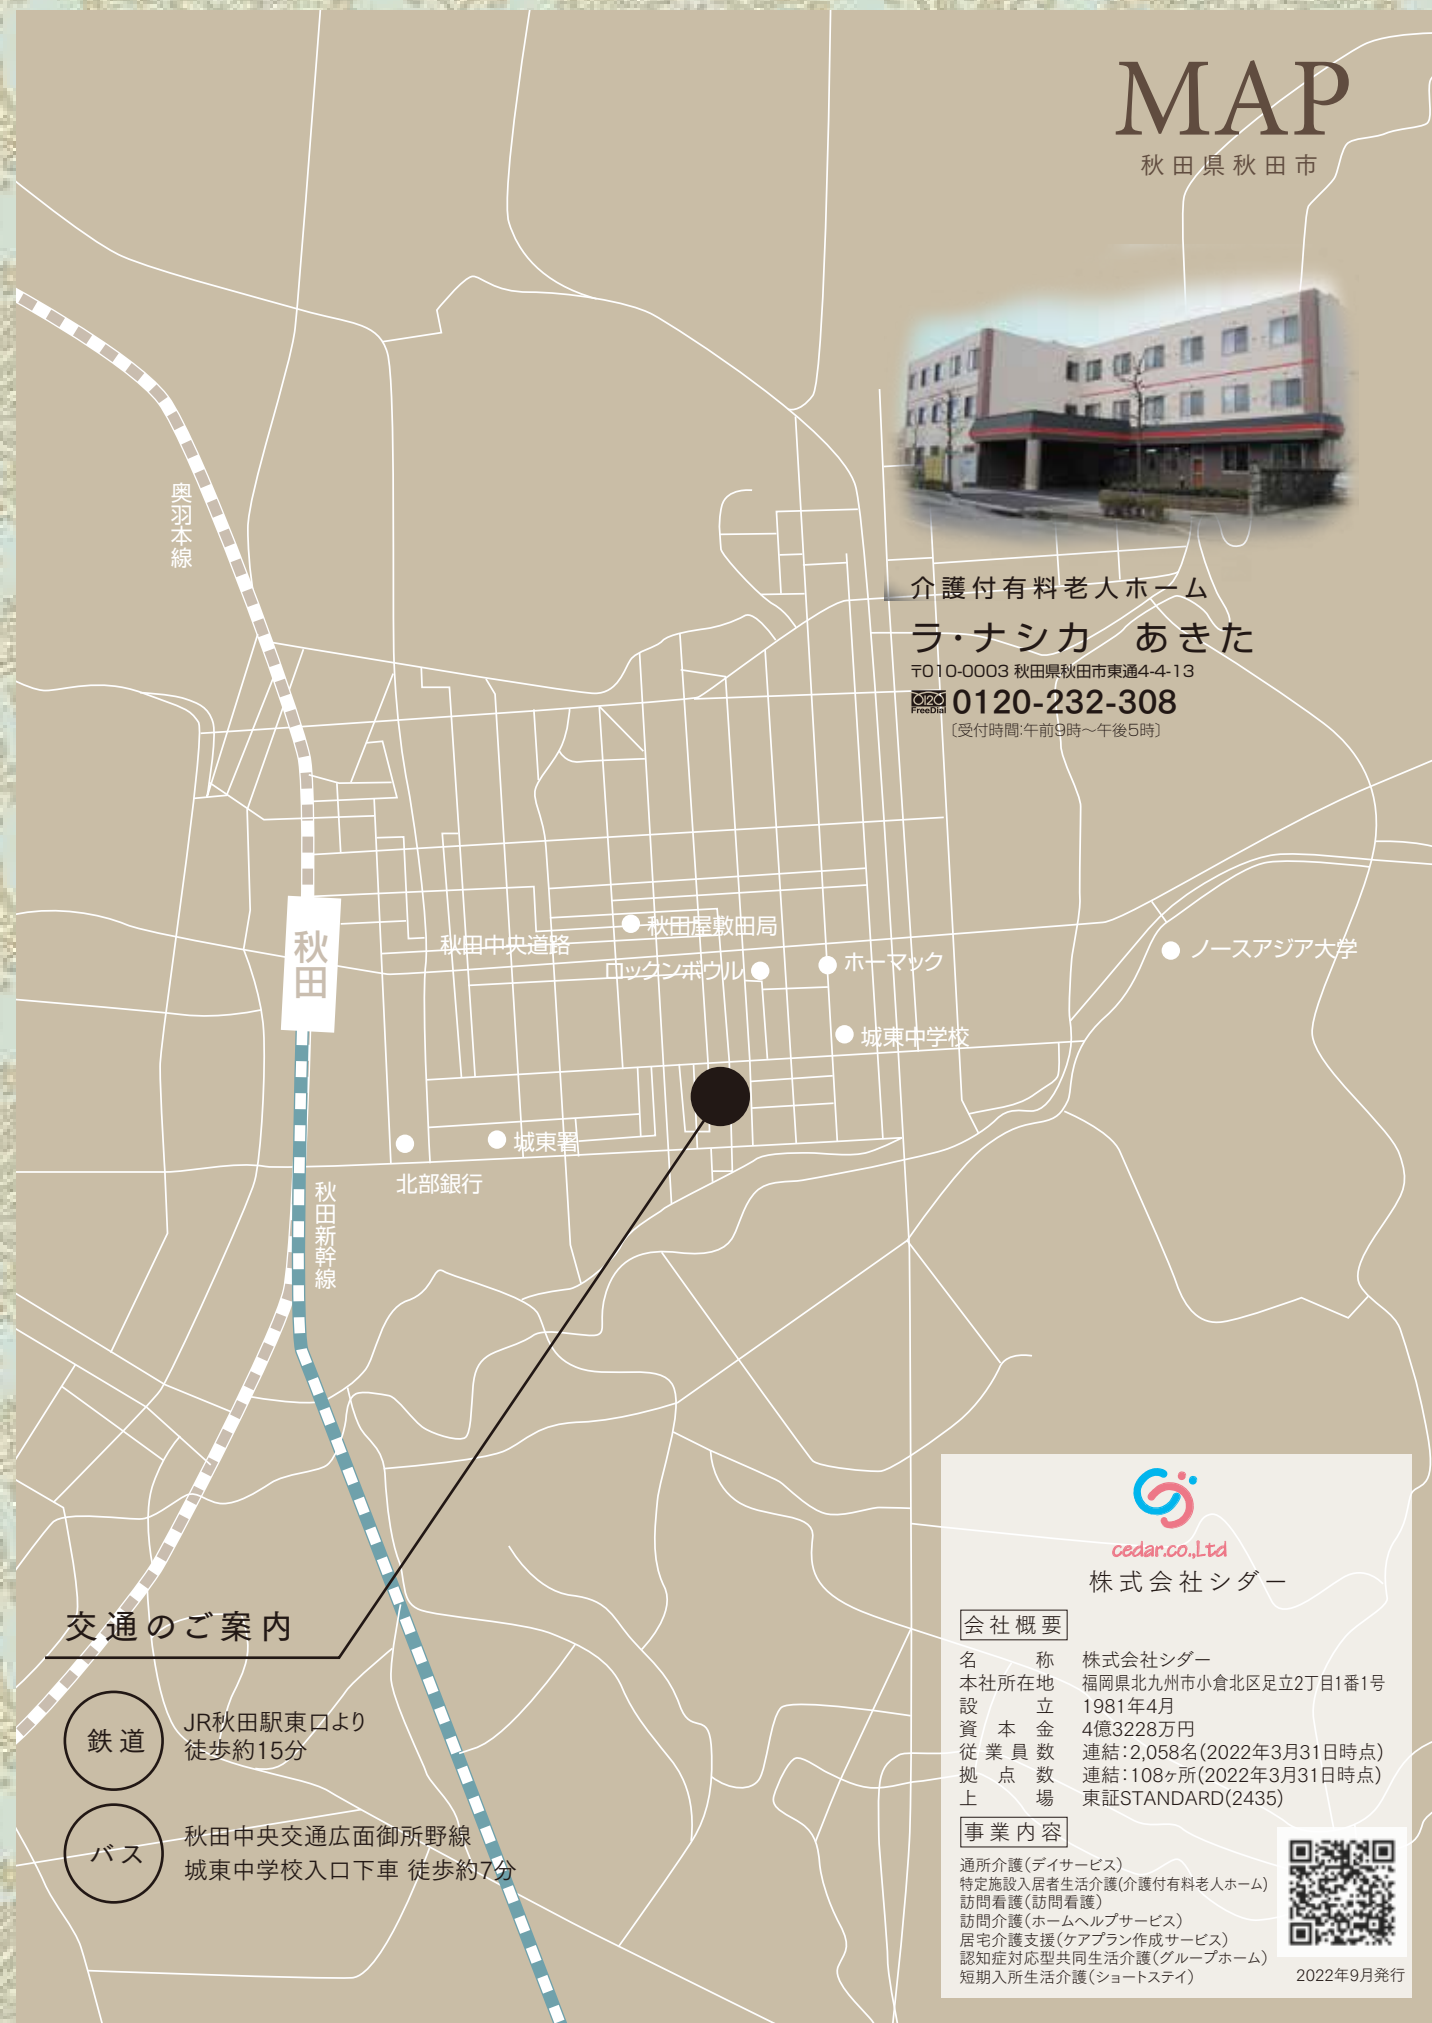 MAP
秋田県秋田市
介護付有料老人ホーム
ラ・ナシカ　あきた
〒010-0003 秋田県秋田市東通4-4-13
FreeDial 0120-232-308
〔受付時間:午前9時～午後5時〕
奥羽本線
秋田
秋田中央道路
秋田屋敷田局
ロックンボウル
ホーマック
ノースアジア大学
城東中学校
城東署
北部銀行
秋田新幹線
交通のご案内
鉄道
JR秋田駅東口より
徒歩約15分
バス
秋田中央交通広面御所野線
城東中学校入口下車 徒歩約7分
cedar.co.,Ltd
株式会社シダー
会社概要
名称 株式会社シダー
本社所在地 福岡県北九州市小倉北区足立2丁目1番1号
設立 1981年4月
資本金 4億3228万円
従業員数 連結：2,058名(2022年3月31日時点)
拠点数 連結：108ヶ所(2022年3月31日時点)
上場 東証STANDARD(2435)
事業内容
通所介護（デイサービス）
特定施設入居者生活介護(介護付有料老人ホーム)
訪問看護（訪問看護）
訪問介護（ホームヘルプサービス）
居宅介護支援（ケアプラン作成サービス）
認知症対応型共同生活介護（グループホーム）
短期入所生活介護（ショートステイ）
2022年9月発行